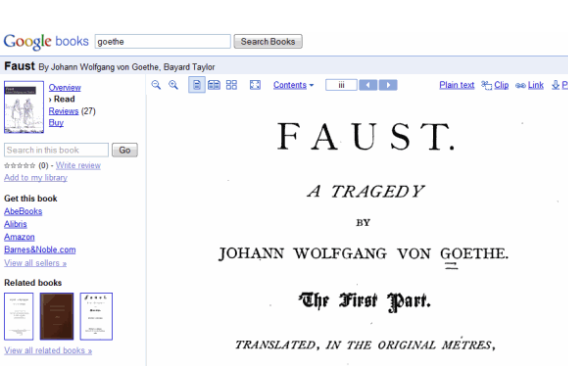 Google books goethe Search Books
Faust By Johann Wolfgang von Goethe, Bayard Taylor
Overview
› Read
Reviews (27)
Buy
Search in this book Go
(0) - Write review
Add to my library
Get this book
AbeBooks
Alibris
Amazon
Barnes&Noble.com
View all sellers »
Related books
View all related books »
Contents iii Plain text Clip Link P
FAUST.
A TRAGEDY
BY
JOHANN WOLFGANG VON GOETHE.
The First Part.
TRANSLATED, IN THE ORIGINAL METRES,